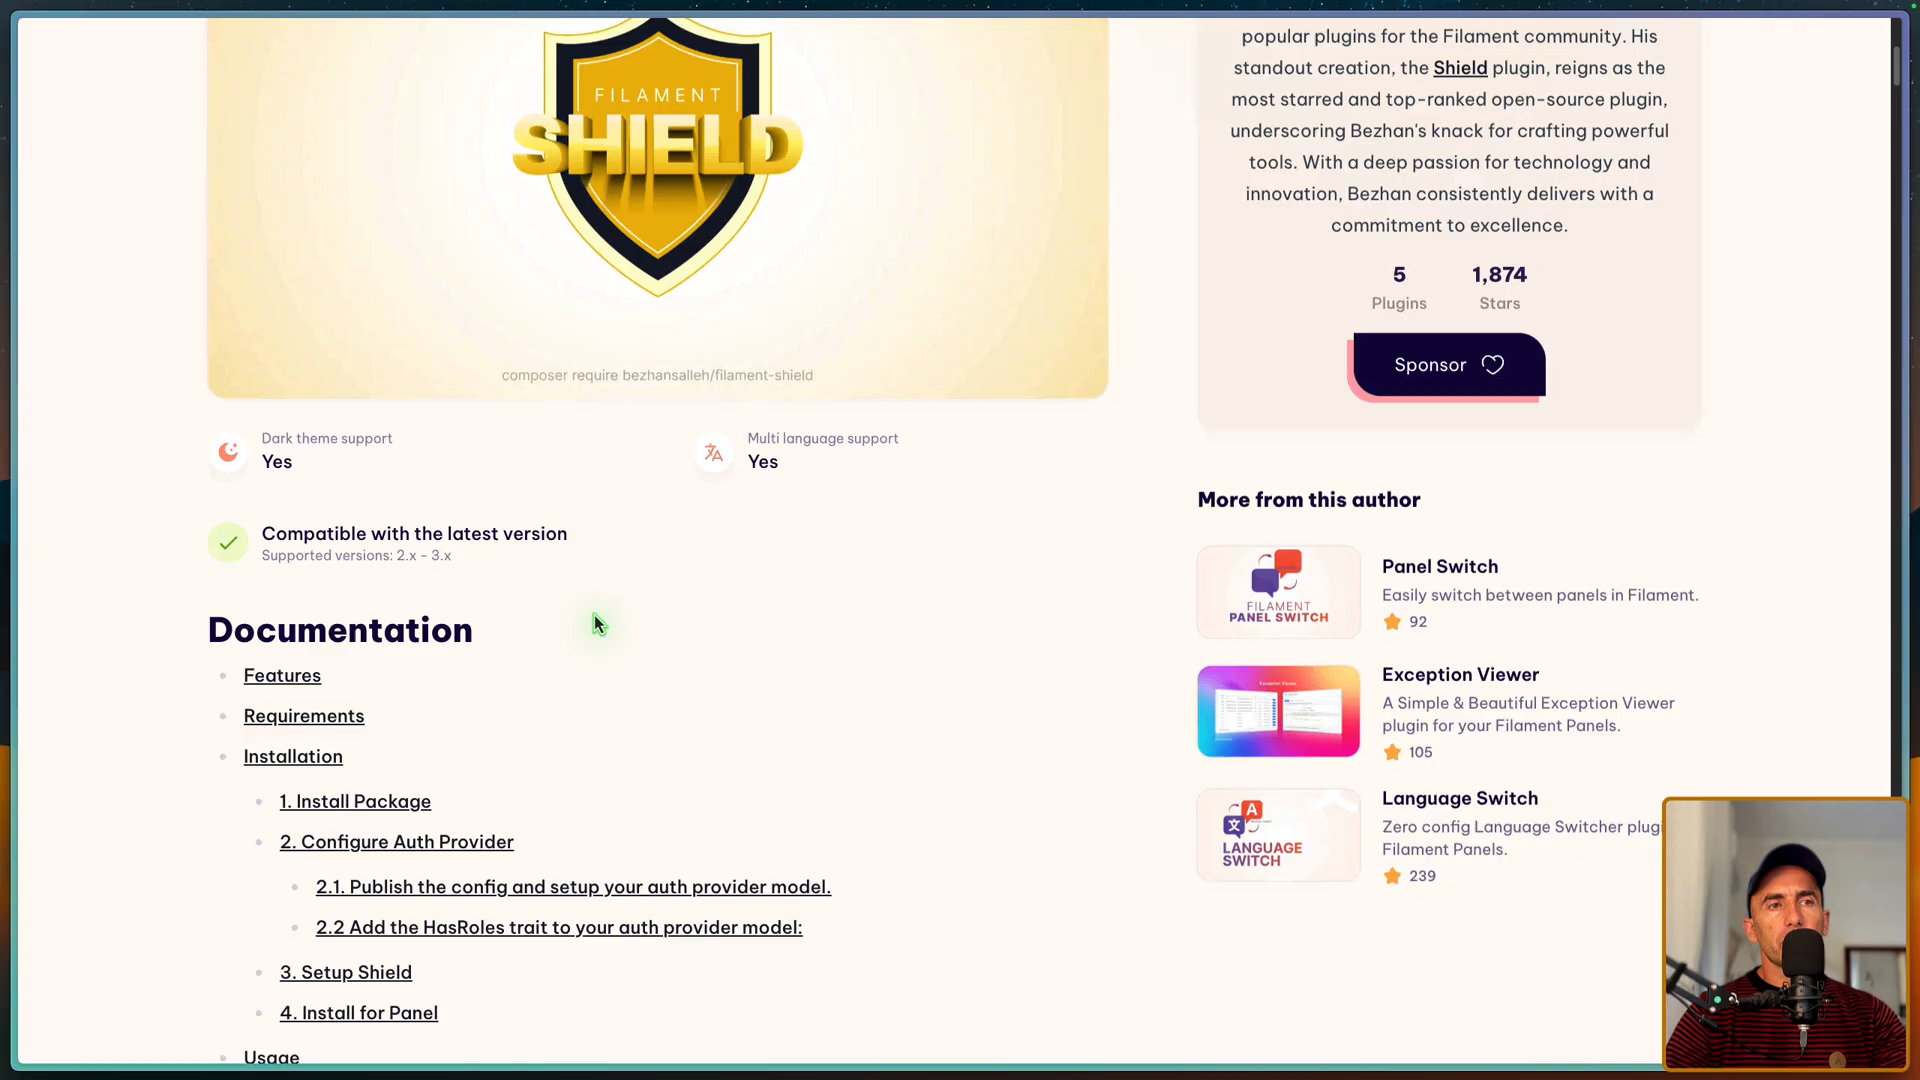 FILAMENT
SHIELD
composer require bezhansalleh/filament-shield
Dark theme support
Yes
Multi language support
Yes
Compatible with the latest version
Supported versions: 2.x - 3.x
Documentation
Features
Requirements
Installation
1. Install Package
2. Configure Auth Provider
2.1. Publish the config and setup your auth provider model.
2.2 Add the HasRoles trait to your auth provider model:
3. Setup Shield
4. Install for Panel
Usage
popular plugins for the Filament community. His
standout creation, the Shield plugin, reigns as the
most starred and top-ranked open-source plugin,
underscoring Bezhan's knack for crafting powerful
tools. With a deep passion for technology and
innovation, Bezhan consistently delivers with a
commitment to excellence.
5
Plugins
1,874
Stars
Sponsor
More from this author
FILAMENT
PANEL SWITCH
Panel Switch
Easily switch between panels in Filament.
92
Exception Viewer
Exception Viewer
A Simple & Beautiful Exception Viewer
plugin for your Filament Panels.
105
A
文
LANGUAGE
SWITCH
Language Switch
Zero config Language Switcher plugi
Filament Panels.
239